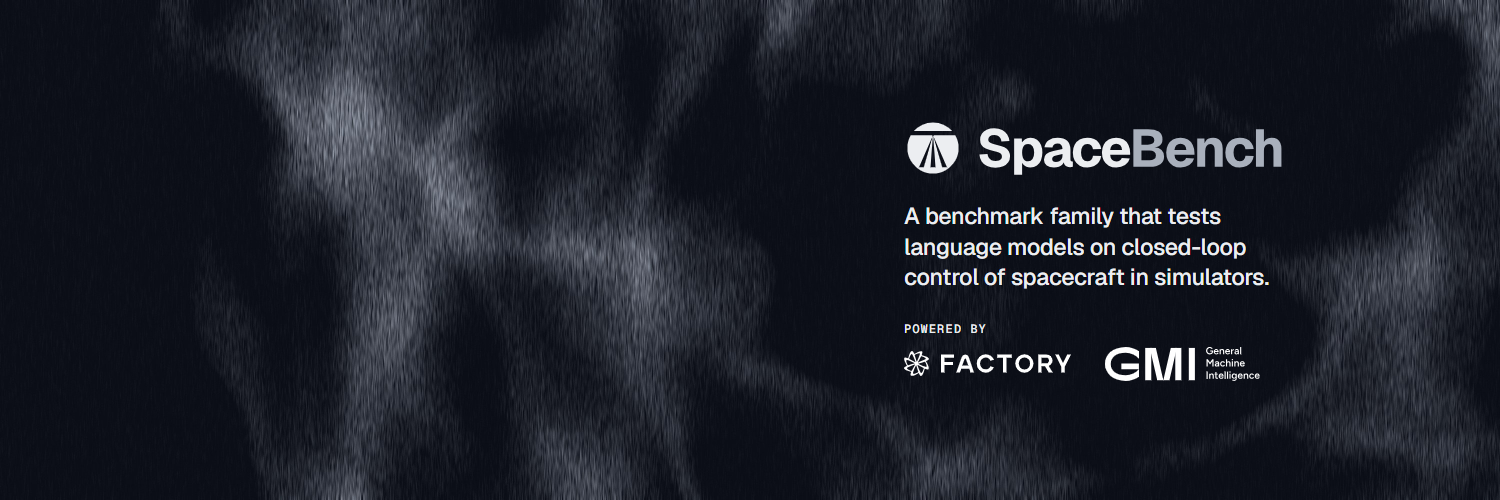 SpaceBench
A benchmark family that tests
language models on closed-loop
control of spacecraft in simulators.
POWERED BY
FACTORY
GMI
General
Machine
Intelligence